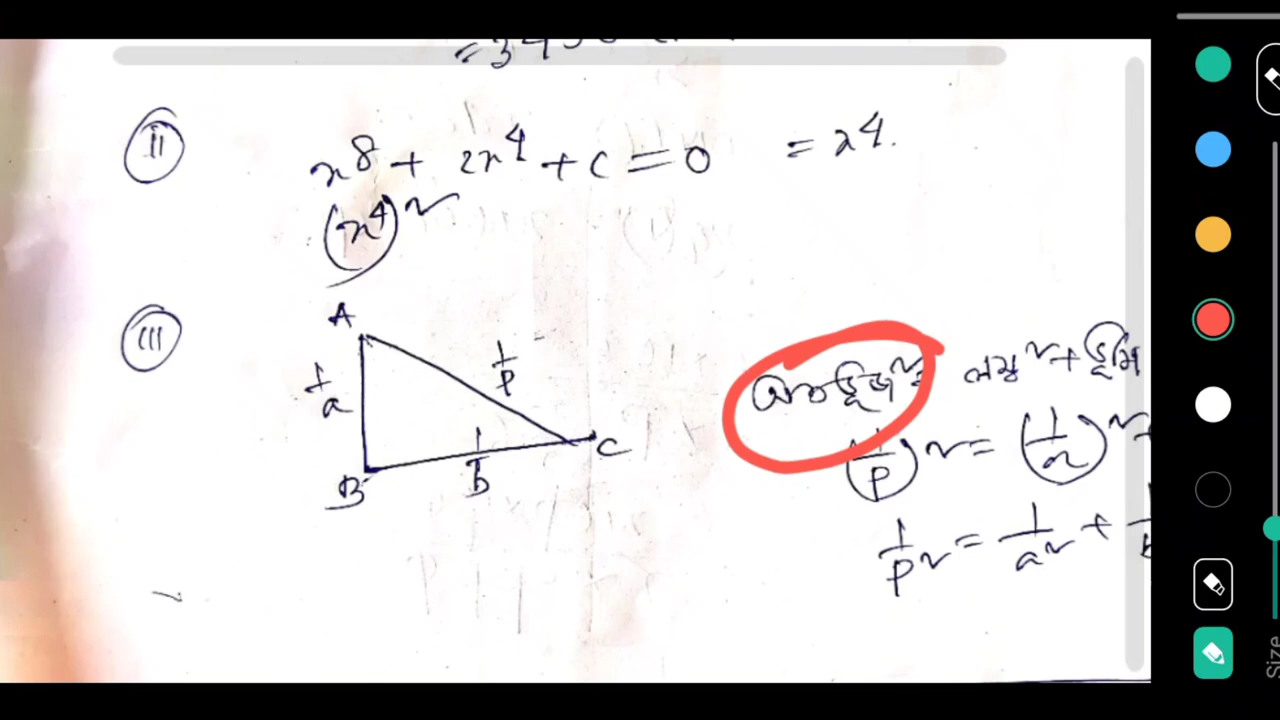 ii
x⁸ + 2x⁴ + c = 0 = x⁴.
(x⁴)²
iii
A
1/a
1/p
1/b
B
C
অতিভূজ² = লম্ব² + ভূমি
(1/p)² = (1/a)² +
1/p² = 1/a² +
Size